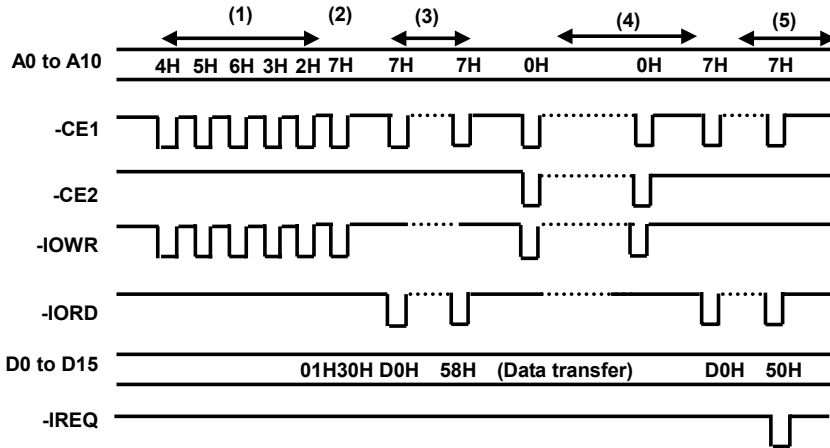 (1) (2) (3) (4) (5)
A0 to A10 4H 5H 6H 3H 2H 7H 7H 7H 0H 0H 7H 7H
-CE1
-CE2
-IOWR
-IORD
D0 to D15 01H30H D0H 58H (Data transfer) D0H 50H
-IREQ